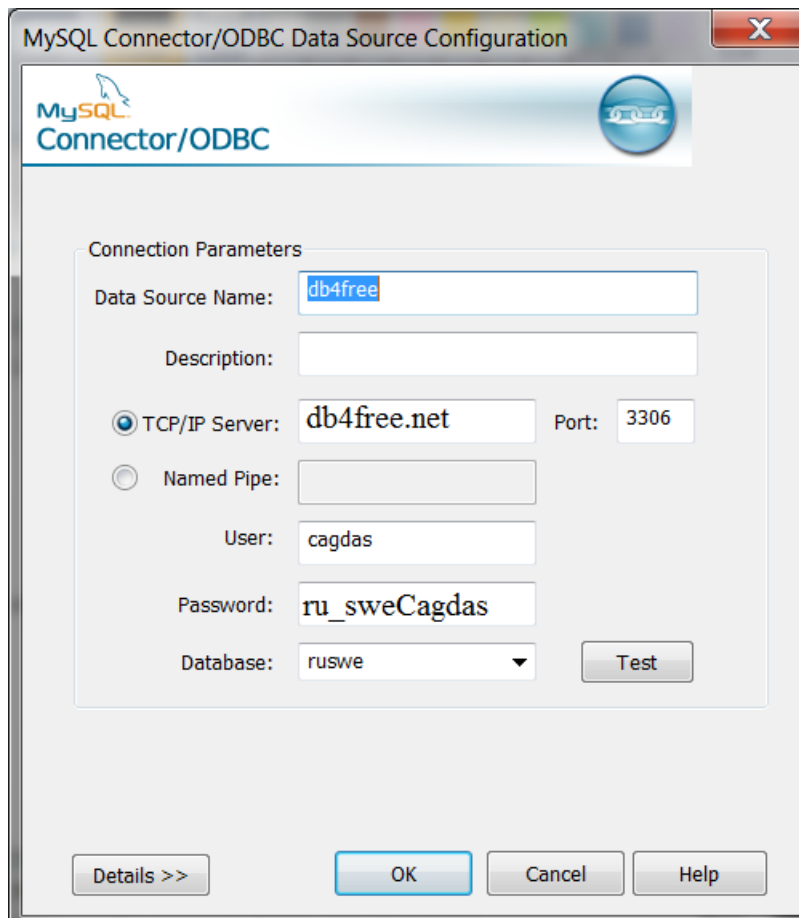 MySQL Connector/ODBC Data Source Configuration
MySQL
Connector/ODBC
Connection Parameters
Data Source Name: db4free
Description:
TCP/IP Server: db4free.net Port: 3306
Named Pipe:
User: cagdas
Password: ru_sweCagdas
Database: ruswe Test
Details >> OK Cancel Help